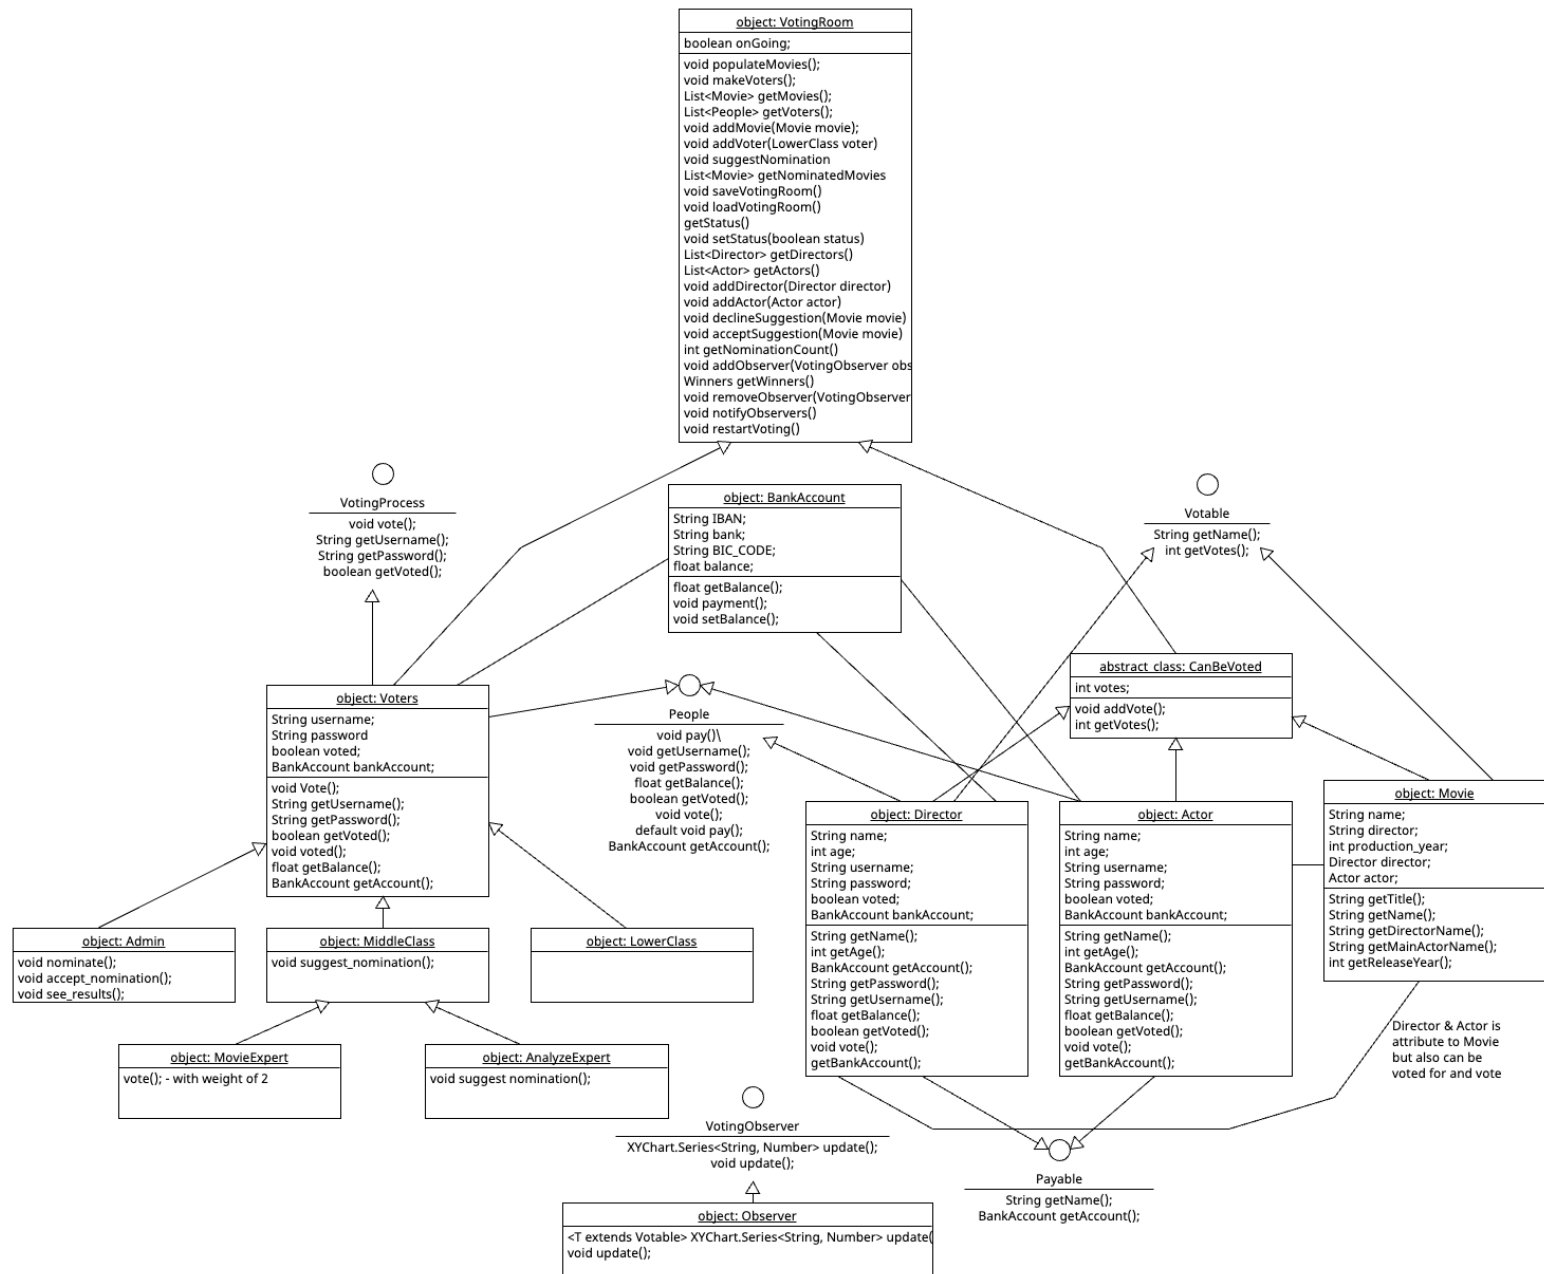 object: VotingRoom
boolean onGoing;
void populateMovies();
void makeVoters();
List<Movie> getMovies();
List<People> getVoters();
void addMovie(Movie movie);
void addVoter(LowerClass voter)
void suggestNomination
List<Movie> getNominatedMovies
void saveVotingRoom()
void loadVotingRoom()
getStatus()
void setStatus(boolean status)
List<Director> getDirectors()
List<Actor> getActors()
void addDirector(Director director)
void addActor(Actor actor)
void declineSuggestion(Movie movie)
void acceptSuggestion(Movie movie)
int getNominationCount()
void addObserver(VotingObserver obs
Winners getWinners()
void removeObserver(VotingObserver
void notifyObservers()
void restartVoting()
VotingProcess
void vote();
String getUsername();
String getPassword();
boolean getVoted();
object: BankAccount
String IBAN;
String bank;
String BIC_CODE;
float balance;
float getBalance();
void payment();
void setBalance();
Votable
String getName();
int getVotes();
abstract class: CanBeVoted
int votes;
void addVote();
int getVotes();
object: Voters
String username;
String password
boolean voted;
BankAccount bankAccount;
void Vote();
String getUsername();
String getPassword();
boolean getVoted();
void voted();
float getBalance();
BankAccount getAccount();
People
void pay()\
void getUsername();
void getPassword();
float getBalance();
boolean getVoted();
void vote();
default void pay();
BankAccount getAccount();
object: Director
String name;
int age;
String username;
String password;
boolean voted;
BankAccount bankAccount;
String getName();
int getAge();
BankAccount getAccount();
String getPassword();
String getUsername();
float getBalance();
boolean getVoted();
void vote();
getBankAccount();
object: Actor
String name;
int age;
String username;
String password;
boolean voted;
BankAccount bankAccount;
String getName();
int getAge();
BankAccount getAccount();
String getPassword();
String getUsername();
float getBalance();
boolean getVoted();
void vote();
getBankAccount();
object: Movie
String name;
String director;
int production_year;
Director director;
Actor actor;
String getTitle();
String getName();
String getDirectorName();
String getMainActorName();
int getReleaseYear();
object: Admin
void nominate();
void accept_nomination();
void see_results();
object: MiddleClass
void suggest_nomination();
object: LowerClass
object: MovieExpert
vote(); - with weight of 2
object: AnalyzeExpert
void suggest nomination();
Director & Actor is
attribute to Movie
but also can be
voted for and vote
VotingObserver
XYChart.Series<String, Number> update();
void update();
Payable
String getName();
BankAccount getAccount();
object: Observer
<T extends Votable> XYChart.Series<String, Number> update(
void update();